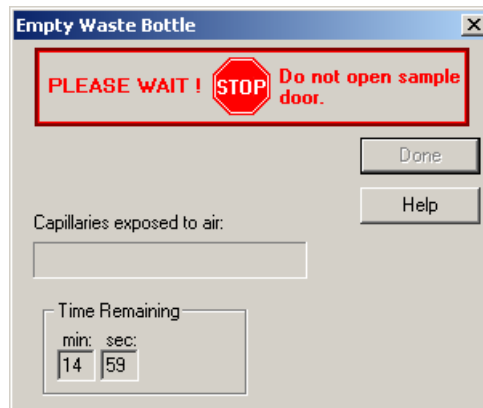 Empty Waste Bottle
PLEASE WAIT ! STOP Do not open sample
door.
Done
Help
Capillaries exposed to air:
Time Remaining
min: sec:
14 59